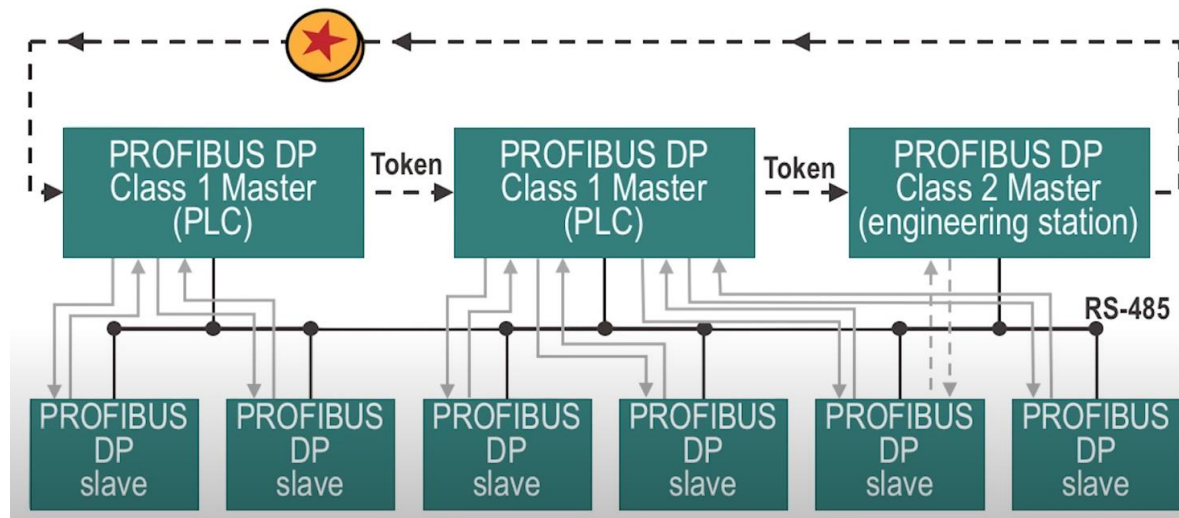 PROFIBUS DP
Class 1 Master
(PLC)
Token
PROFIBUS DP
Class 1 Master
(PLC)
Token
PROFIBUS DP
Class 2 Master
(engineering station)
RS-485
PROFIBUS
DP
slave
PROFIBUS
DP
slave
PROFIBUS
DP
slave
PROFIBUS
DP
slave
PROFIBUS
DP
slave
PROFIBUS
DP
slave